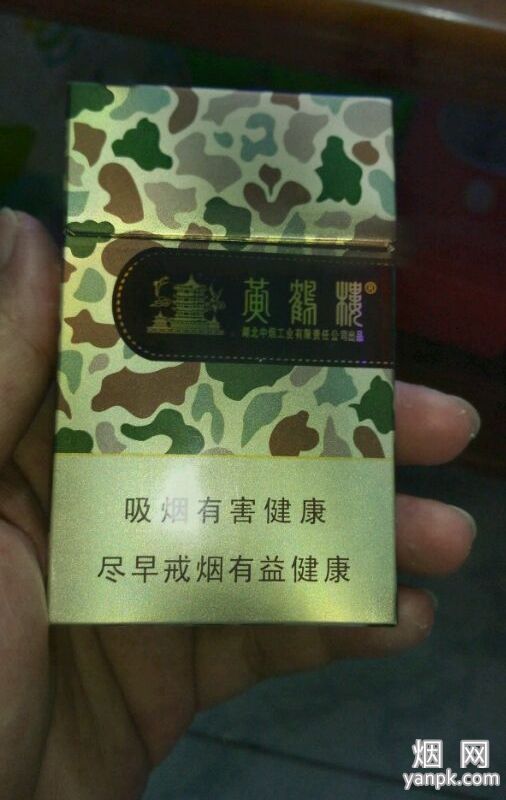 黄鹤楼®
湖北中烟工业有限责任公司出品
吸烟有害健康
尽早戒烟有益健康
烟网
yanpk.com